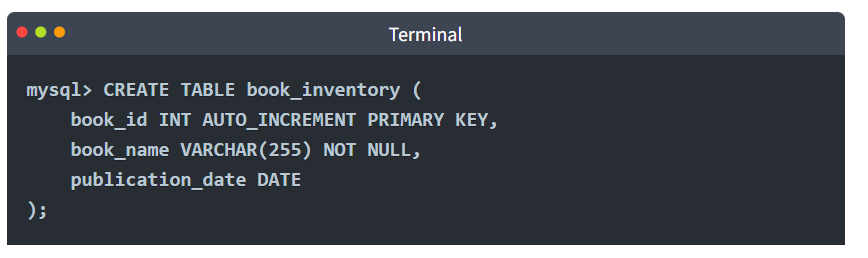 Terminal
mysql> CREATE TABLE book_inventory (
    book_id INT AUTO_INCREMENT PRIMARY KEY,
    book_name VARCHAR(255) NOT NULL,
    publication_date DATE
);